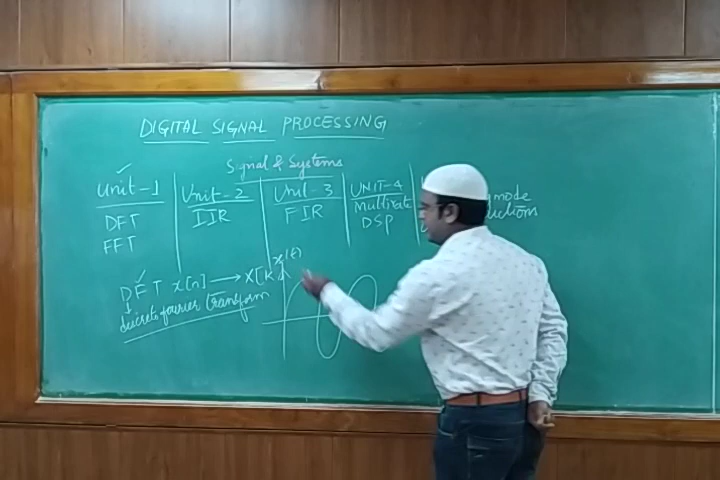 DIGITAL SIGNAL PROCESSING
Signal & Systems
Unit-1
DFT
FFT
Unit-2
IIR
Unit-3
FIR
UNIT-4
Multirate
DSP
mode
uctions
DFT x[n] → X[k]
discrete fourier transform
x(t)